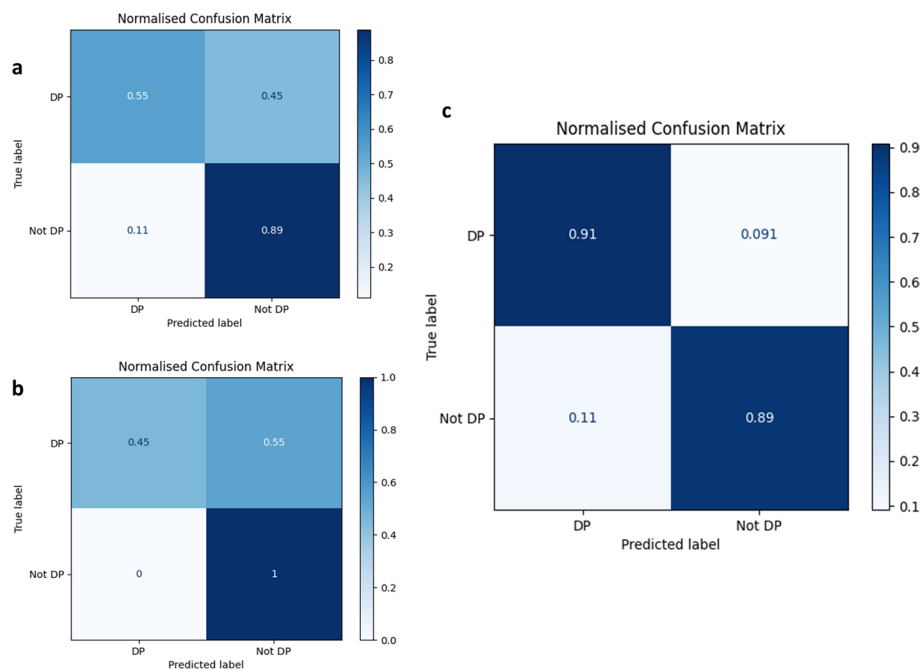 a
Normalised Confusion Matrix
True label
DP
0.55 0.45
Not DP
0.11 0.89
DP Not DP
Predicted label
0.8
0.7
0.6
0.5
0.4
0.3
0.2
b
Normalised Confusion Matrix
True label
DP
0.45 0.55
Not DP
0 1
DP Not DP
Predicted label
1.0
0.8
0.6
0.4
0.2
0.0
c
Normalised Confusion Matrix
True label
DP
0.91 0.091
Not DP
0.11 0.89
DP Not DP
Predicted label
0.9
0.8
0.7
0.6
0.5
0.4
0.3
0.2
0.1